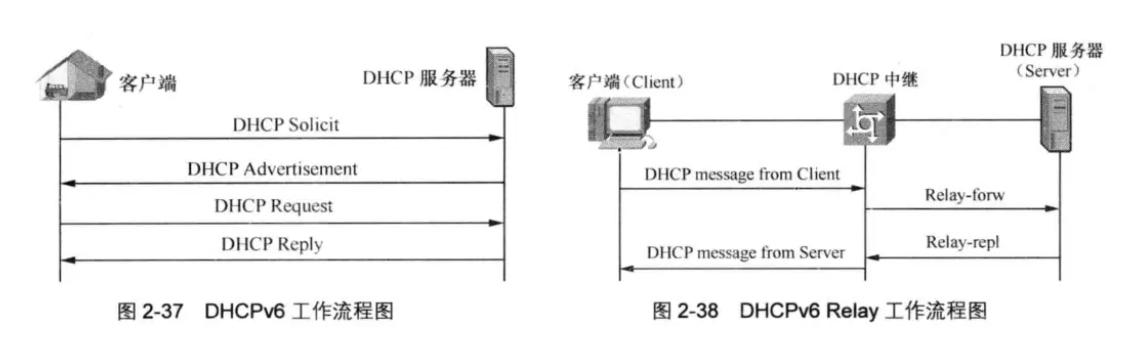 客户端
DHCP 服务器
DHCP Solicit
DHCP Advertisement
DHCP Request
DHCP Reply
图 2-37 DHCPv6 工作流程图
客户端(Client)
DHCP 中继
DHCP 服务器
(Server)
DHCP message from Client
Relay-forw
Relay-repl
DHCP message from Server
图 2-38 DHCPv6 Relay 工作流程图